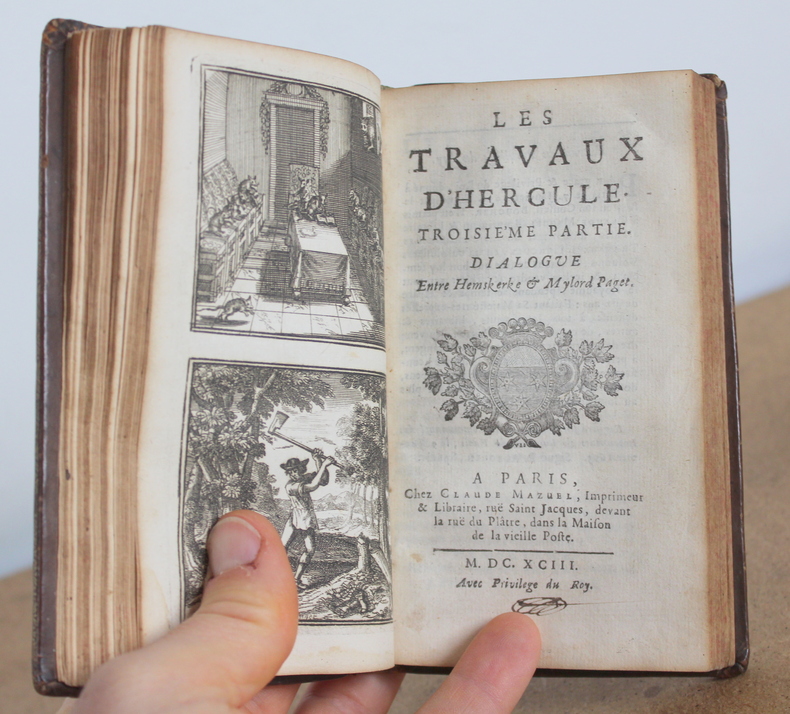 LES
TRAVAUX
D'HERCULE.
TROISIE'ME PARTIE.
DIALOGVE
Entre Hemskerke & Mylord Paget.
A PARIS,
Chez CLAUDE MAZUEL, Imprimeur
& Libraire, ruë Saint Jacques, devant
la ruë du Plâtre, dans la Maison
de la vieille Poste.
M. DC. XCIII.
Avec Privilege du Roy.